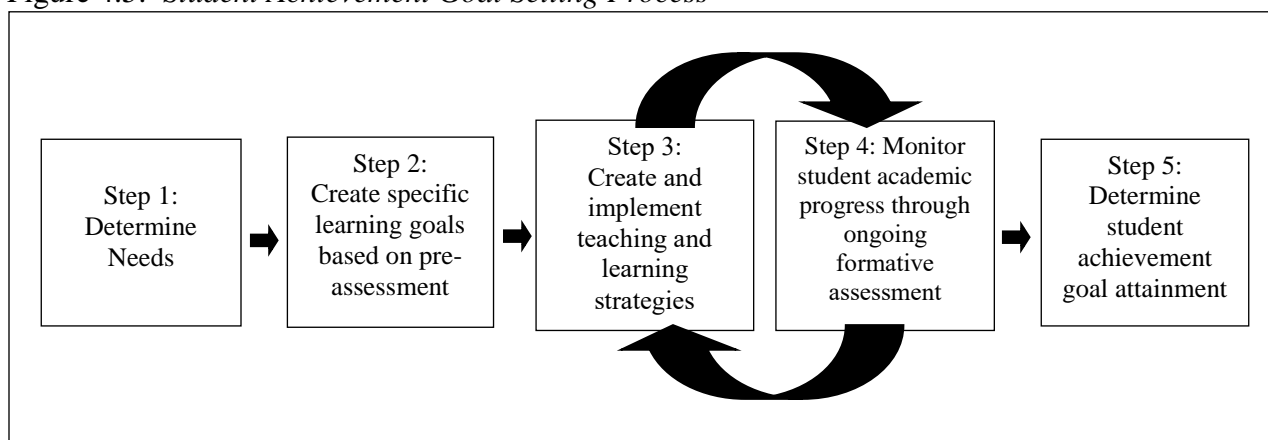 Figure 4.3: Student Achievement Goal Setting Process
Step 1:
Determine
Needs
Step 2:
Create specific
learning goals
based on pre-
assessment
Step 3:
Create and
implement
teaching and
learning
strategies
Step 4: Monitor
student academic
progress through
ongoing
formative
assessment
Step 5:
Determine
student
achievement
goal attainment